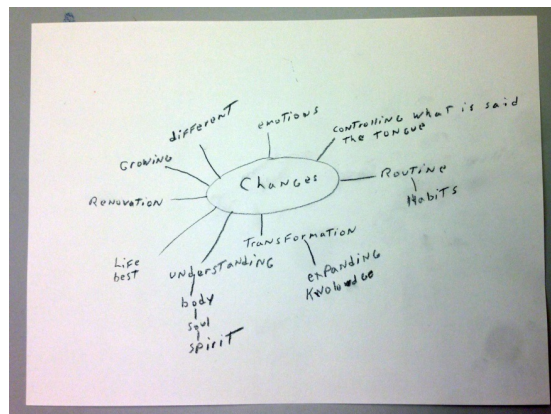 different
emotions
controlling what is said
the tongue
Growing
Changes
Routine
Habits
Renovation
Transformation
expanding
Knowledge
understanding
body
soul
spirit
Life
best